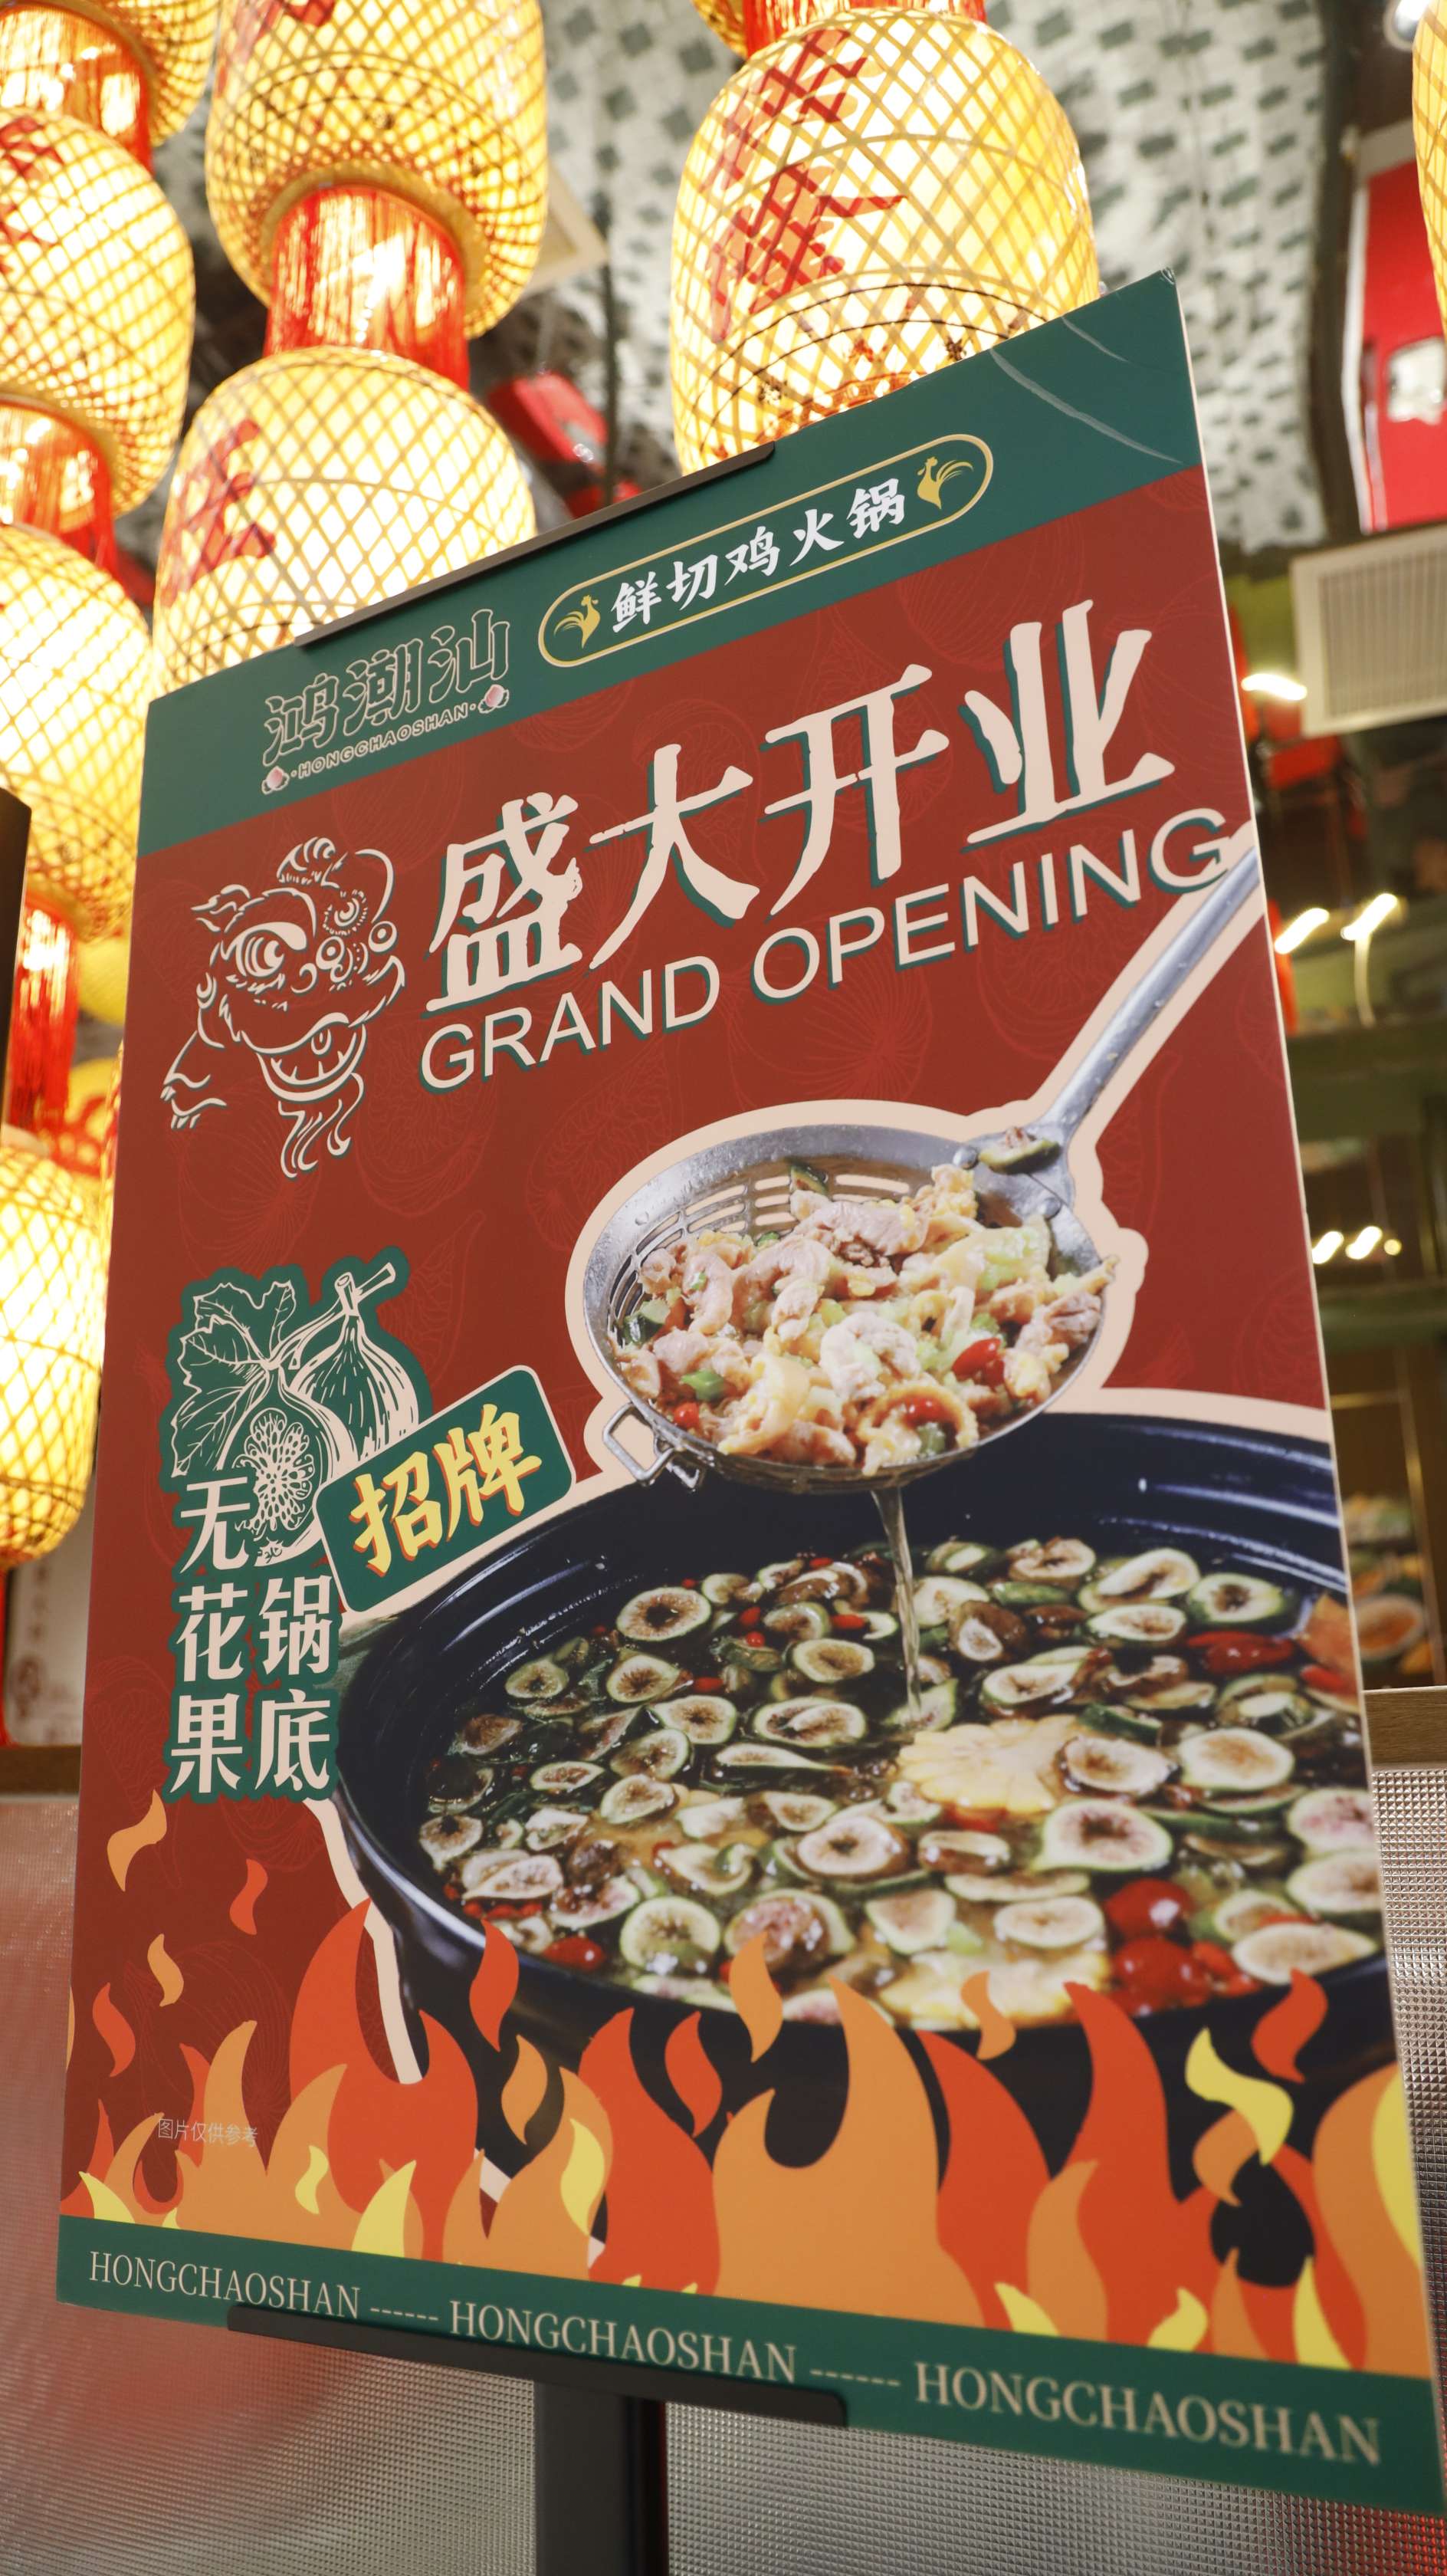 鸿潮汕
·HONGCHAOSHAN·
鲜切鸡火锅
盛大开业
GRAND OPENING
招牌
无花果
锅底
图片仅供参考
HONGCHAOSHAN ------ HONGCHAOSHAN ------ HONGCHAOSHAN